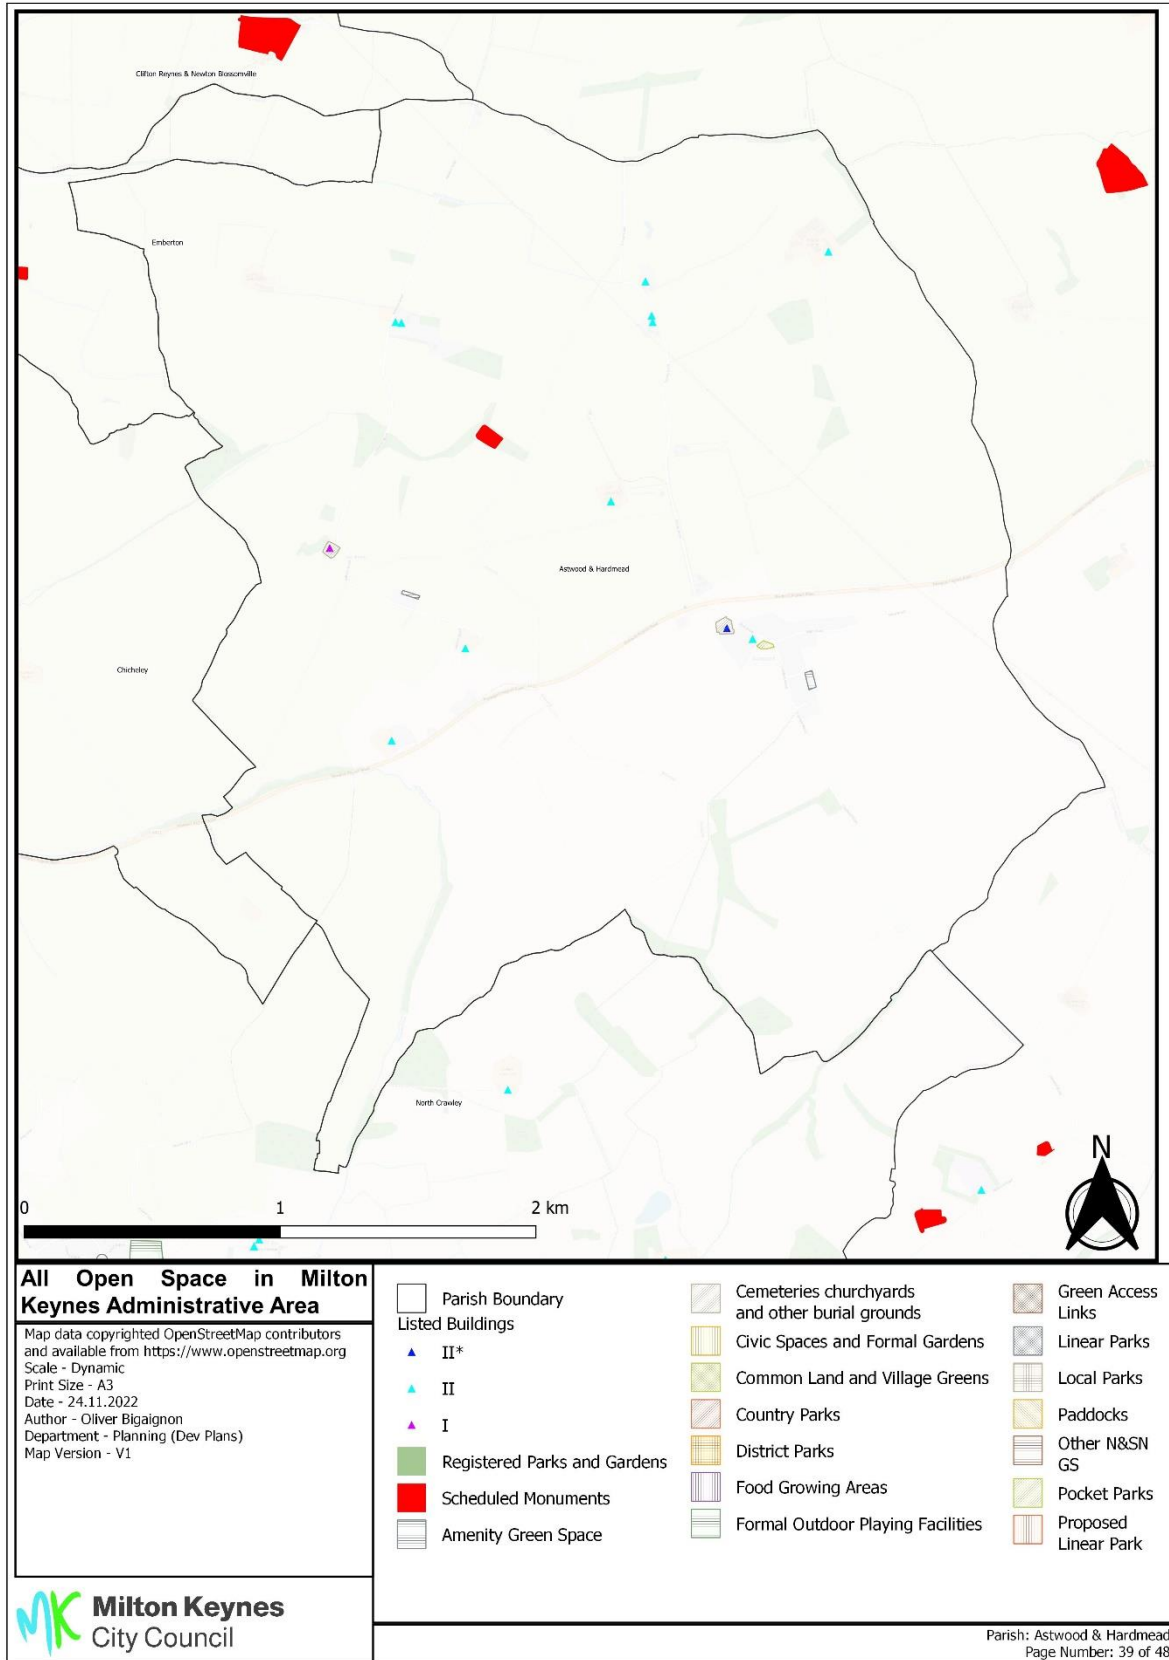 Clifton Reynes & Newton Blossomville
Emberton
Astwood & Hardmead
Chicheley
North Crawley
N
0 1 2 km
All Open Space in Milton
Keynes Administrative Area
Map data copyrighted OpenStreetMap contributors
and available from https://www.openstreetmap.org
Scale - Dynamic
Print Size - A3
Date - 24.11.2022
Author - Oliver Bigaignon
Department - Planning (Dev Plans)
Map Version - V1
MK Milton Keynes
City Council
Parish Boundary
Listed Buildings
II*
II
I
Registered Parks and Gardens
Scheduled Monuments
Amenity Green Space
Cemeteries churchyards
and other burial grounds
Civic Spaces and Formal Gardens
Common Land and Village Greens
Country Parks
District Parks
Food Growing Areas
Formal Outdoor Playing Facilities
Green Access
Links
Linear Parks
Local Parks
Paddocks
Other N&SN
GS
Pocket Parks
Proposed
Linear Park
Parish: Astwood & Hardmead
Page Number: 39 of 48